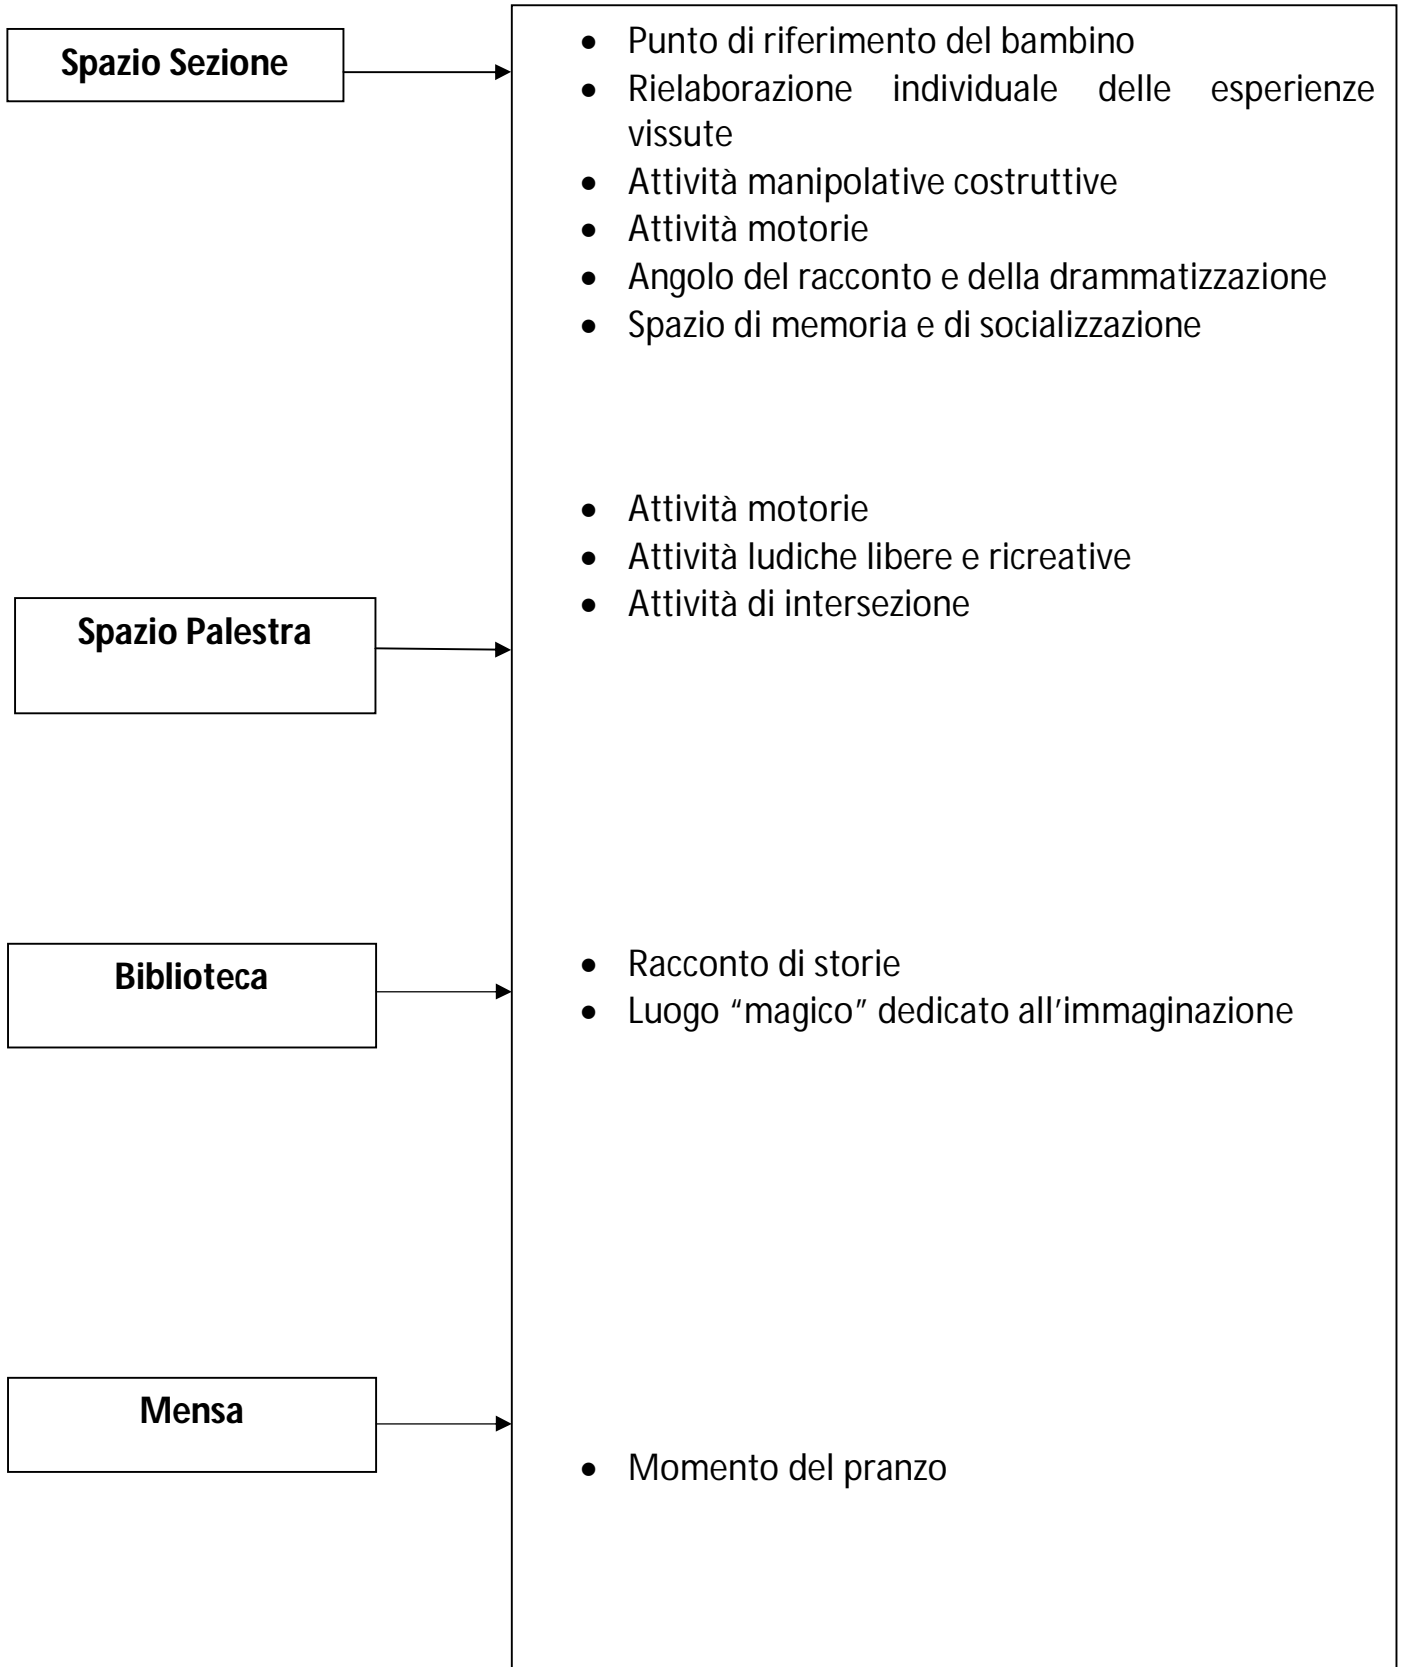 Spazio Sezione
• Punto di riferimento del bambino
• Rielaborazione individuale delle esperienze
vissute
• Attività manipolative costruttive
• Attività motorie
• Angolo del racconto e della drammatizzazione
• Spazio di memoria e di socializzazione
Spazio Palestra
• Attività motorie
• Attività ludiche libere e ricreative
• Attività di intersezione
Biblioteca
• Racconto di storie
• Luogo “magico” dedicato all’immaginazione
Mensa
• Momento del pranzo